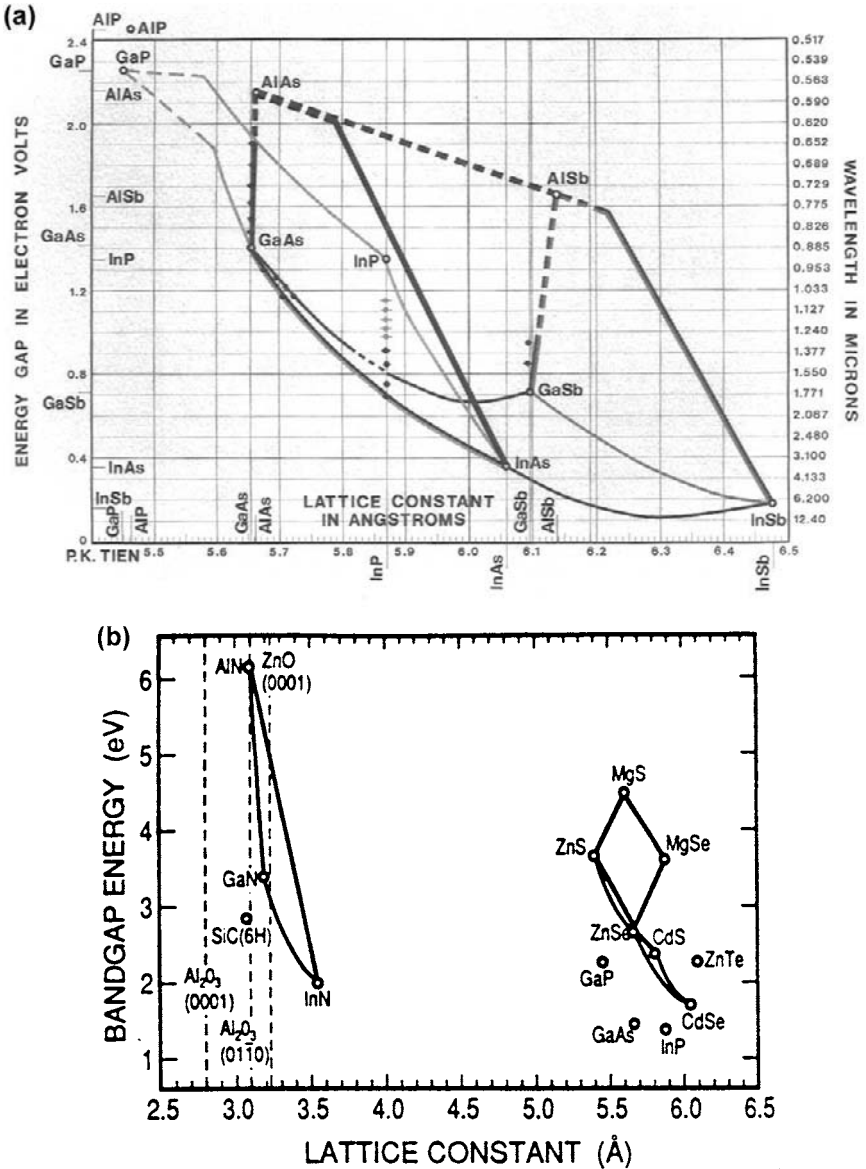 (a)
AlP
AlP
2.4
GaP
GaP
AlAs
AlAs
2.0
AlSb
AlSb
1.6
GaAs
GaAs
InP
InP
1.2
0.8
GaSb
GaSb
0.4
InAs
InAs
InSb
InSb
0
ENERGY GAP IN ELECTRON VOLTS
0.517
0.539
0.563
0.590
0.620
0.652
0.689
0.729
0.775
0.826
0.885
0.953
1.033
1.127
1.240
1.377
1.550
1.771
2.087
2.480
3.100
4.133
6.200
12.40
WAVELENGTH IN MICRONS
LATTICE CONSTANT
IN ANGSTROMS
GaP
AlP
GaAs
AlAs
GaSb
AlSb
P.K. TIEN
5.5
5.6
5.7
5.8
5.9
6.0
6.1
6.2
6.3
6.4
6.5
InP
InAs
InSb
(b)
BANDGAP ENERGY (eV)
6
5
4
3
2
1
AlN
ZnO
(0001)
MgS
ZnS
MgSe
GaN
SiC(6H)
ZnSe
CdS
ZnTe
GaP
Al2O3
(0001)
InN
CdSe
Al2O3
(011̄0)
GaAs
InP
2.5
3.0
3.5
4.0
4.5
5.0
5.5
6.0
6.5
LATTICE CONSTANT (Å)